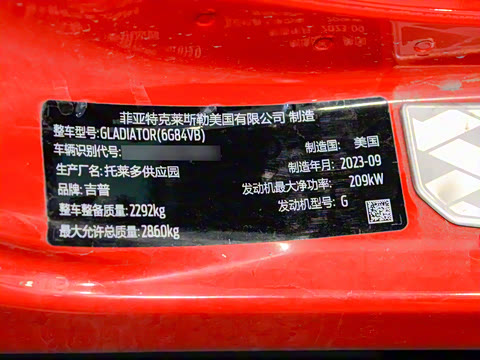 菲亚特克莱斯勒美国有限公司 制造
整车型号:GLADIATOR(6G84VB)
车辆识别代号:
制造国: 美国
生产厂名: 托莱多供应园
制造年月: 2023-09
品牌:吉普
发动机最大净功率: 209kW
整车整备质量:2292kg
发动机型号: G
最大允许总质量:2860kg